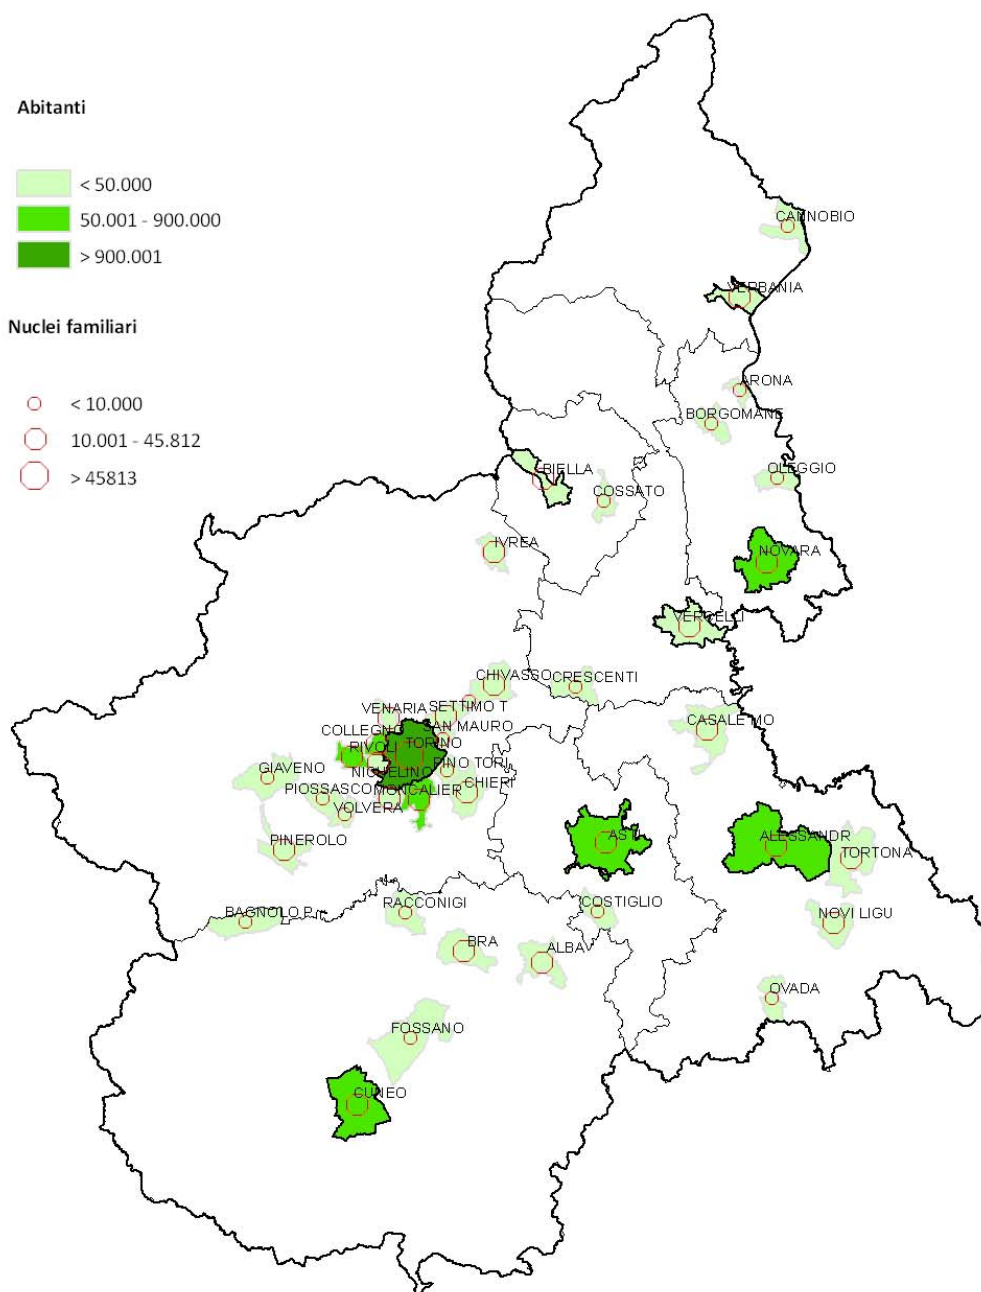 Abitanti
< 50.000
50.001 - 900.000
> 900.001
Nuclei familiari
< 10.000
10.001 - 45.812
> 45813
CANNOBIO
VERBANIA
ARONA
BORGOMANE
BIELLA
OLEGGIO
COSSATO
IVREA
NOVARA
VERCELLI
CHIVASSO
CRESCENTI
VENARIA
SETTIMO T
CASALE MO
SAN MAURO
COLLEGNO
TORINO
RIVOLI
PINO TORI
GIAVENO
NICHELINO
CHIERI
PIOSSASCO
MONCALIER
VOLVERA
ASTI
ALESSANDR
PINEROLO
TORTONA
BAGNOLO P
RACCONIGI
COSTIGLIO
NOVI LIGU
BRA
ALBA
OVADA
FOSSANO
CUNEO